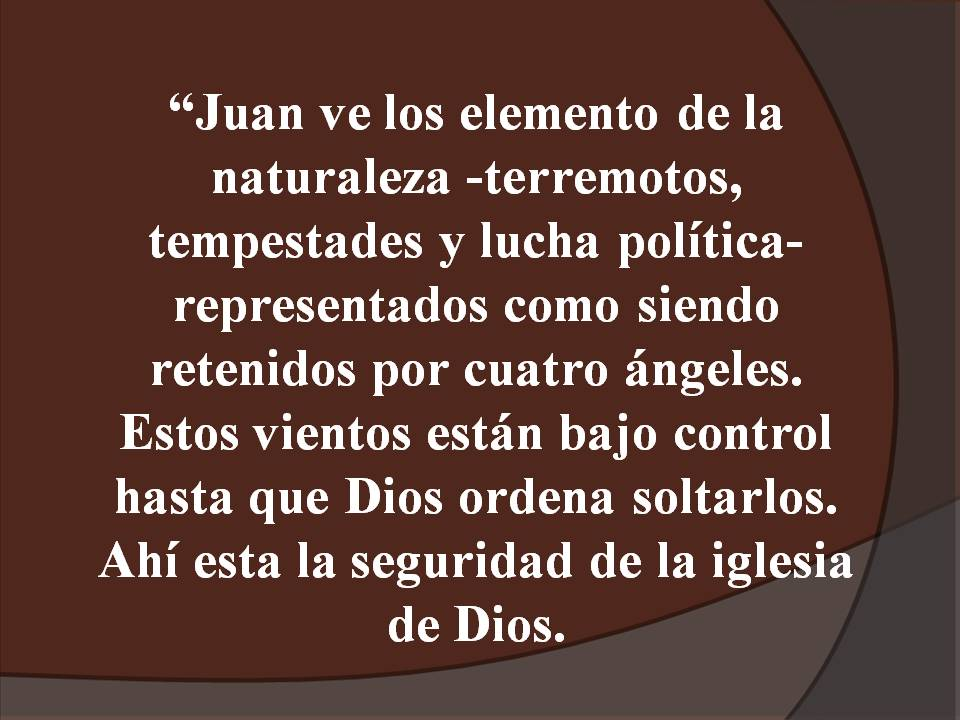 “Juan ve los elemento de la
naturaleza -terremotos,
tempestades y lucha política-
representados como siendo
retenidos por cuatro ángeles.
Estos vientos están bajo control
hasta que Dios ordena soltarlos.
Ahí esta la seguridad de la iglesia
de Dios.